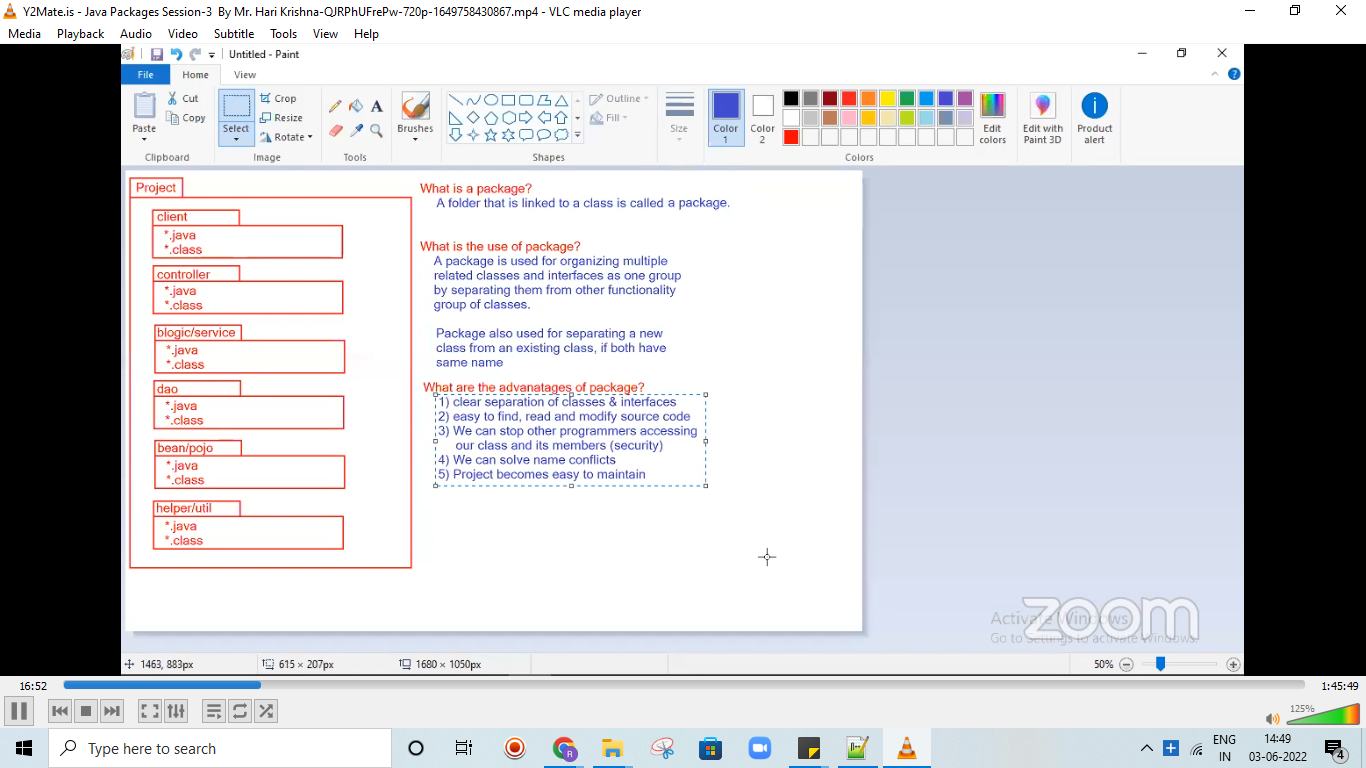 Y2Mate.is - Java Packages Session-3 By Mr. Hari Krishna-QJRPhUFrePw-720p-1649758430867.mp4 - VLC media player
Media Playback Audio Video Subtitle Tools View Help
Untitled - Paint
File Home View
Paste
Cut
Copy
Clipboard
Select
Crop
Resize
Rotate
Image
Tools
Brushes
Outline
Fill
Shapes
Size
Color 1
Color 2
Edit colors
Colors
Edit with Paint 3D
Product alert
Project
client
*.java
*.class
controller
*.java
*.class
blogic/service
*.java
*.class
dao
*.java
*.class
bean/pojo
*.java
*.class
helper/util
*.java
*.class
What is a package?
A folder that is linked to a class is called a package.
What is the use of package?
A package is used for organizing multiple
related classes and interfaces as one group
by separating them from other functionality
group of classes.
Package also used for separating a new
class from an existing class, if both have
same name
What are the advanatages of package?
1) clear separation of classes & interfaces
2) easy to find, read and modify source code
3) We can stop other programmers accessing
our class and its members (security)
4) We can solve name conflicts
5) Project becomes easy to maintain
Activate Windows
Go to Settings to activate Windows.
zoom
1463, 883px
615 × 207px
1680 × 1050px
50%
16:52
1:45:49
125%
Type here to search
R
ENG
IN
14:49
03-06-2022
4